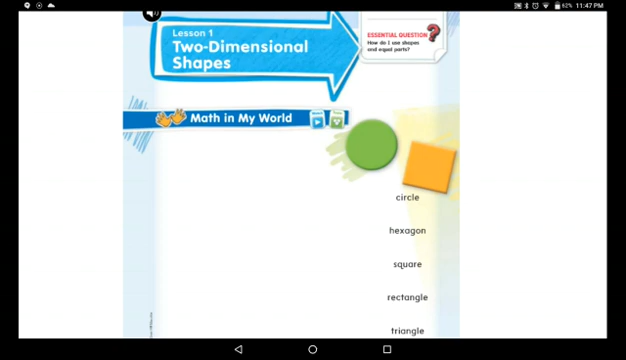 62% 11:47 PM
Lesson 1
Two-Dimensional
Shapes
ESSENTIAL QUESTION
How do I use shapes
and equal parts?
Math in My World
circle
hexagon
square
rectangle
triangle